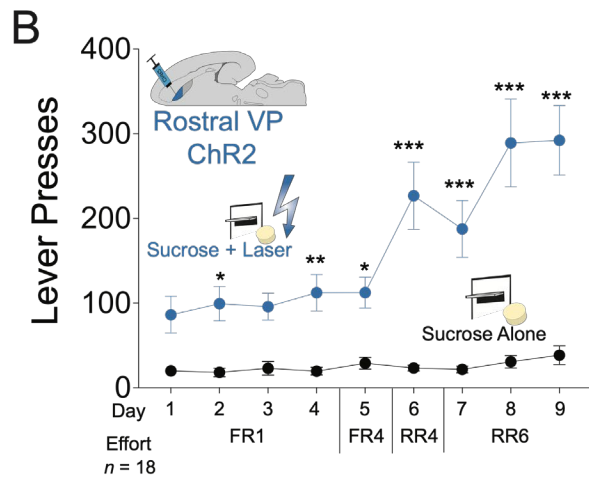 B
400
300
200
100
0
Lever Presses
Rostral VP
ChR2
Sucrose + Laser
*
**
*
***
***
***
***
Sucrose Alone
Day 1 2 3 4 5 6 7 8 9
Effort FR1 FR4 RR4 RR6
n = 18